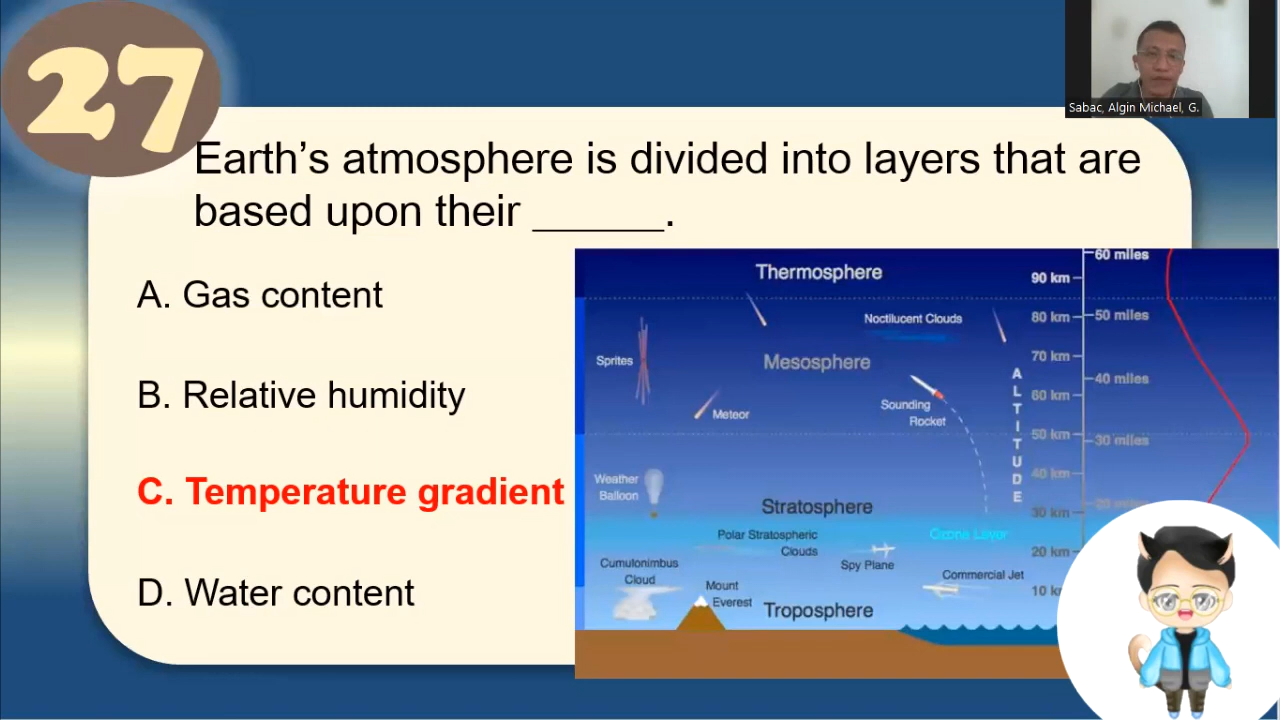 27
Sabac, Algin Michael, G.
Earth's atmosphere is divided into layers that are
based upon their ______.
A. Gas content
B. Relative humidity
C. Temperature gradient
D. Water content
60 miles
Thermosphere
90 km
Noctilucent Clouds
80 km
50 miles
Sprites
Mesosphere
70 km
ALTITUDE
40 miles
60 km
Sounding
Rocket
Meteor
50 km
30 miles
Weather
Balloon
40 km
Stratosphere
30 km
20 miles
Polar Stratospheric
Clouds
Ozone Layer
20 km
Spy Plane
Cumulonimbus
Cloud
Commercial Jet
Mount
Everest
10
Troposphere